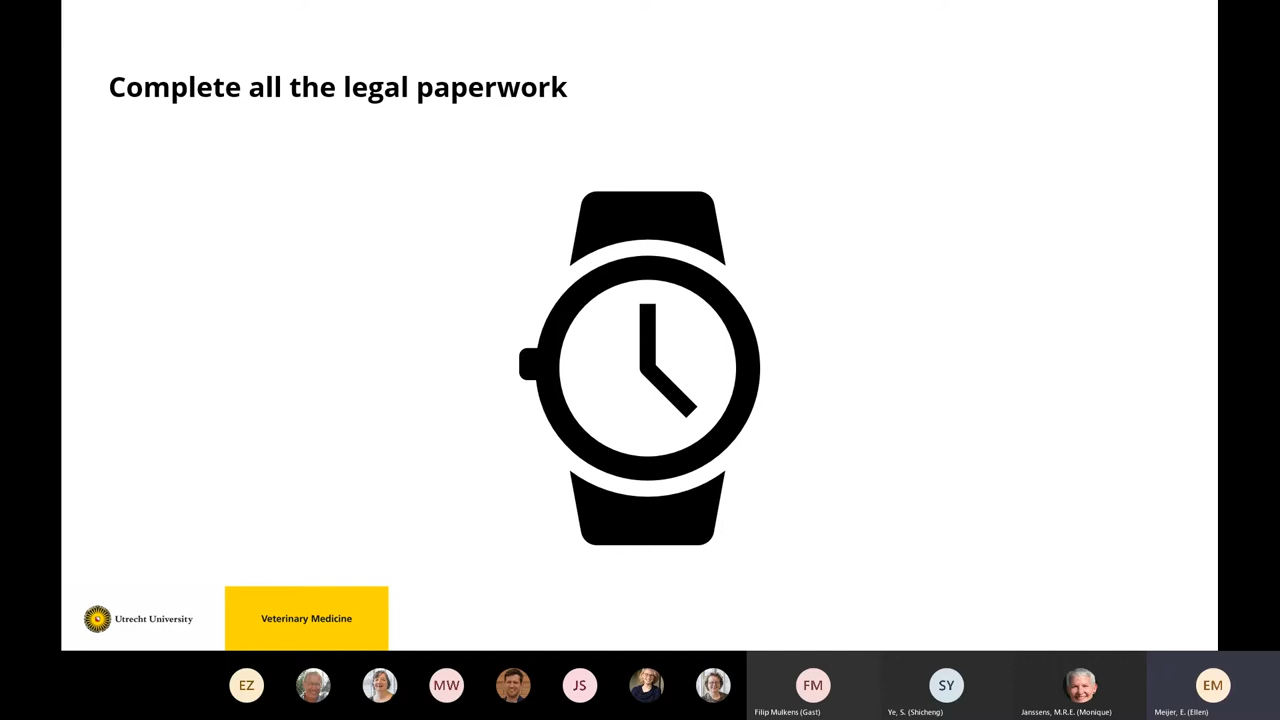 Complete all the legal paperwork
Utrecht University
Veterinary Medicine
EZ
MW
JS
FM
SY
EM
Filip Mulkens (Gast)
Ye, S. (Shicheng)
Janssens, M.R.E. (Monique)
Meijer, E. (Ellen)